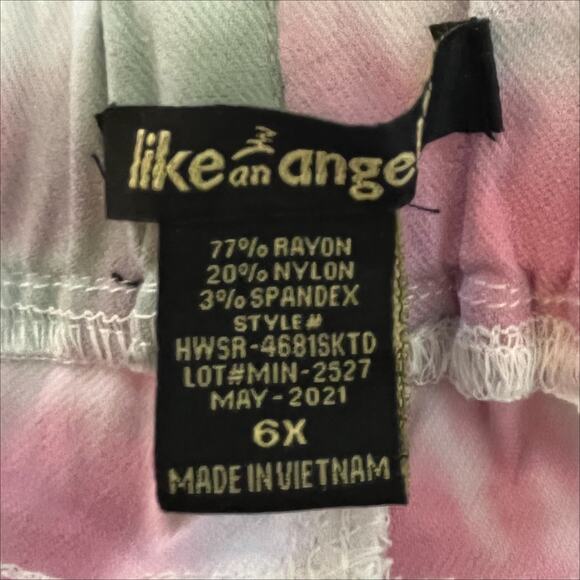 like an ange
77% RAYON
20% NYLON
3% SPANDEX
STYLE#
HWSR-4681SKTD
LOT#MIN-2527
MAY-2021
6X
MADE IN VIETNAM